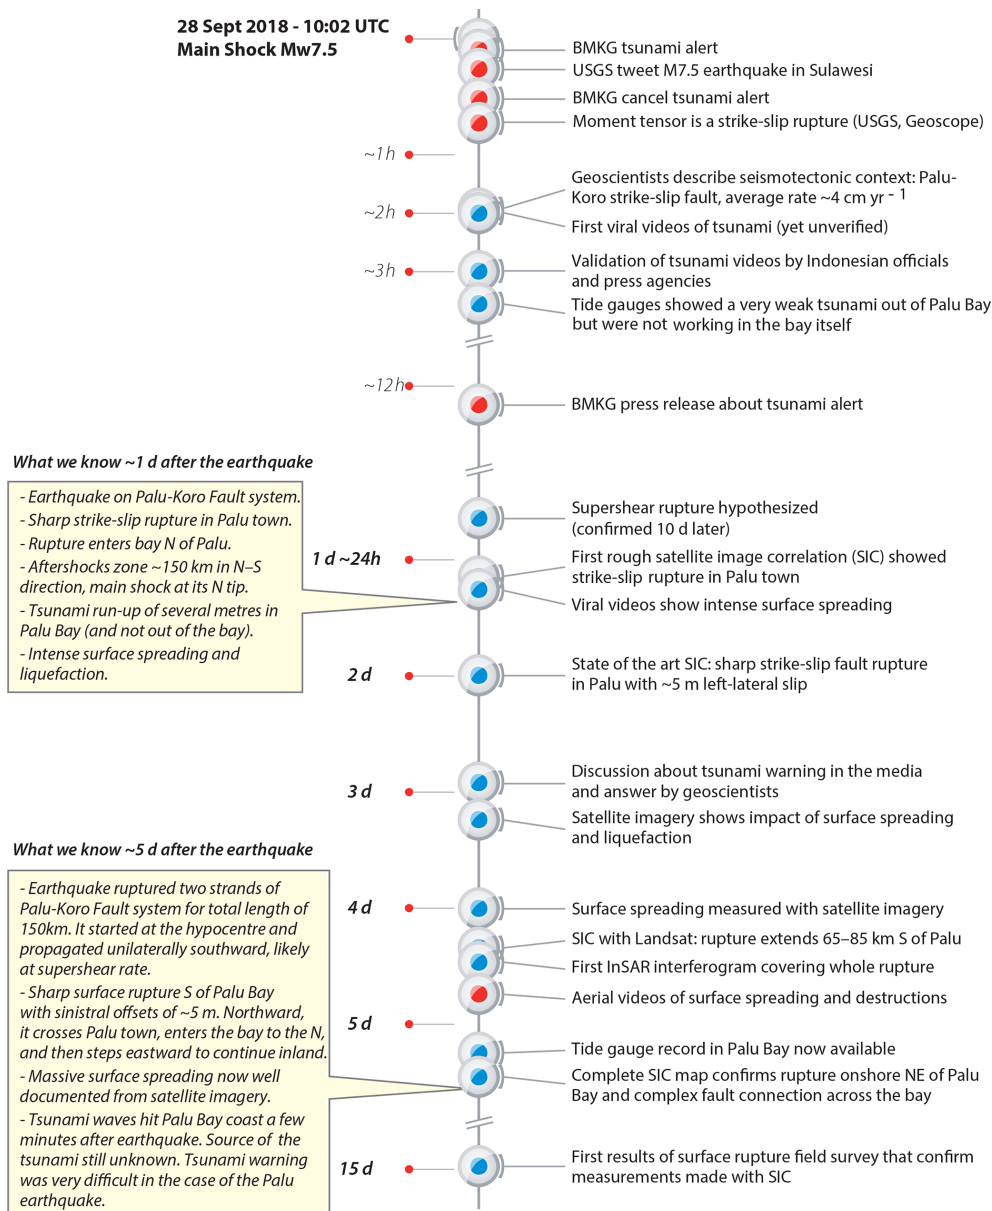 28 Sept 2018 - 10:02 UTC
Main Shock Mw7.5
BMKG tsunami alert
USGS tweet M7.5 earthquake in Sulawesi
BMKG cancel tsunami alert
Moment tensor is a strike-slip rupture (USGS, Geoscope)
~1h
Geoscientists describe seismotectonic context: Palu-
Koro strike-slip fault, average rate ~4 cm yr - 1
~2h
First viral videos of tsunami (yet unverified)
~3h
Validation of tsunami videos by Indonesian officials
and press agencies
Tide gauges showed a very weak tsunami out of Palu Bay
but were not working in the bay itself
~12h
BMKG press release about tsunami alert
What we know ~1 d after the earthquake
- Earthquake on Palu-Koro Fault system.
- Sharp strike-slip rupture in Palu town.
- Rupture enters bay N of Palu.
- Aftershocks zone ~150 km in N–S
direction, main shock at its N tip.
- Tsunami run-up of several metres in
Palu Bay (and not out of the bay).
- Intense surface spreading and
liquefaction.
Supershear rupture hypothesized
(confirmed 10 d later)
1 d ~24h
First rough satellite image correlation (SIC) showed
strike-slip rupture in Palu town
Viral videos show intense surface spreading
2 d
State of the art SIC: sharp strike-slip fault rupture
in Palu with ~5 m left-lateral slip
3 d
Discussion about tsunami warning in the media
and answer by geoscientists
Satellite imagery shows impact of surface spreading
and liquefaction
What we know ~5 d after the earthquake
- Earthquake ruptured two strands of
Palu-Koro Fault system for total length of
150km. It started at the hypocentre and
propagated unilaterally southward, likely
at supershear rate.
- Sharp surface rupture S of Palu Bay
with sinistral offsets of ~5 m. Northward,
it crosses Palu town, enters the bay to the N,
and then steps eastward to continue inland.
- Massive surface spreading now well
documented from satellite imagery.
- Tsunami waves hit Palu Bay coast a few
minutes after earthquake. Source of the
tsunami still unknown. Tsunami warning
was very difficult in the case of the Palu
earthquake.
4 d
Surface spreading measured with satellite imagery
SIC with Landsat: rupture extends 65–85 km S of Palu
First InSAR interferogram covering whole rupture
Aerial videos of surface spreading and destructions
5 d
Tide gauge record in Palu Bay now available
Complete SIC map confirms rupture onshore NE of Palu
Bay and complex fault connection across the bay
15 d
First results of surface rupture field survey that confirm
measurements made with SIC